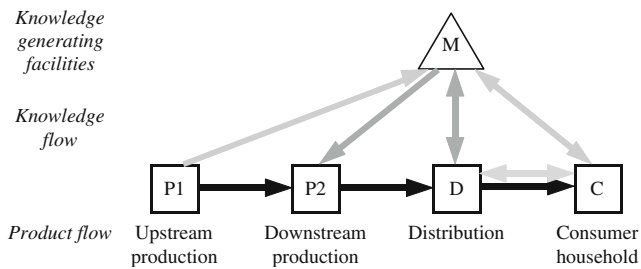 Knowledge
generating
facilities
M
Knowledge
flow
P1
P2
D
C
Product flow
Upstream
production
Downstream
production
Distribution
Consumer
household